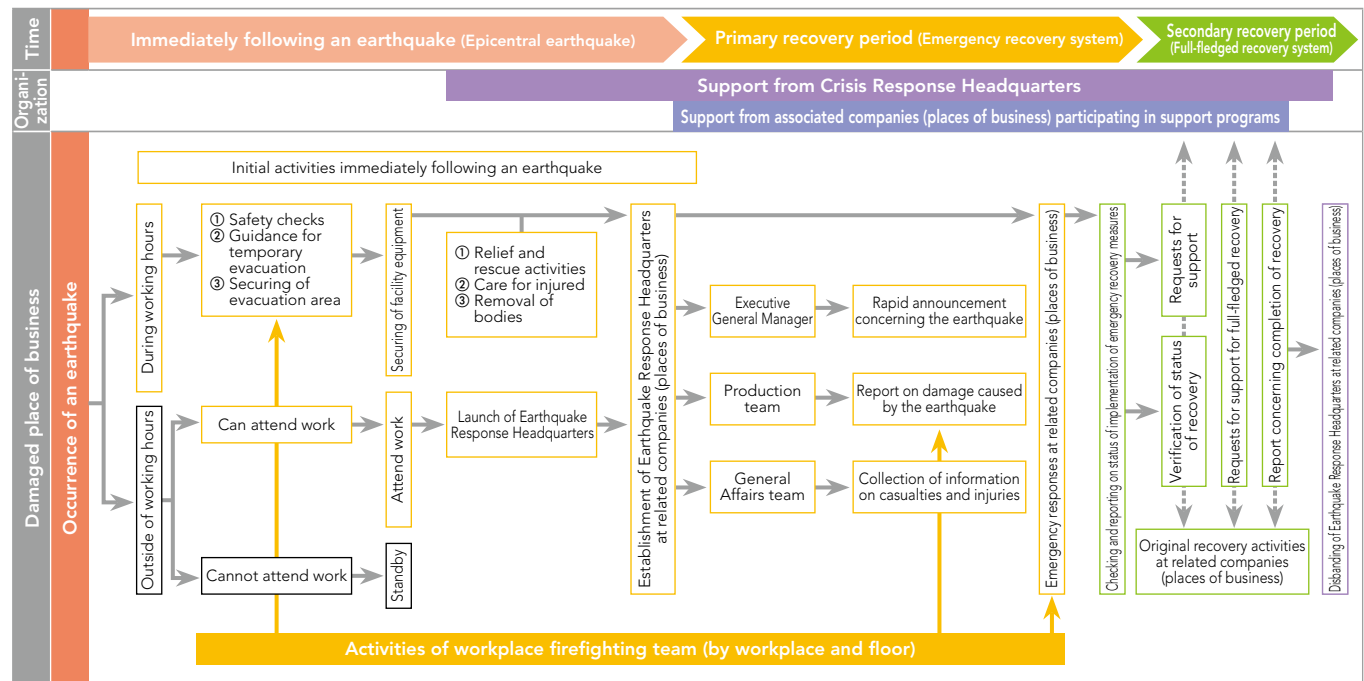 Time
Immediately following an earthquake (Epicentral earthquake)
Primary recovery period (Emergency recovery system)
Secondary recovery period
(Full-fledged recovery system)
Organi-
zation
Support from Crisis Response Headquarters
Support from associated companies (places of business) participating in support programs
Damaged place of business
Occurrence of an earthquake
Initial activities immediately following an earthquake
During working hours
① Safety checks
② Guidance for
temporary
evacuation
③ Securing of
evacuation area
Securing of facility equipment
① Relief and
rescue activities
② Care for injured
③ Removal of
bodies
Outside of working hours
Can attend work
Attend work
Launch of Earthquake
Response Headquarters
Cannot attend work
Standby
Establishment of Earthquake Response Headquarters
at related companies (places of business)
Executive
General Manager
Rapid announcement
concerning the earthquake
Production
team
Report on damage caused
by the earthquake
General
Affairs team
Collection of information
on casualties and injuries
Emergency responses at related companies (places of business)
Checking and reporting on status of implementation of emergency recovery measures
Requests for
support
Verification of status
of recovery
Requests for support for full-fledged recovery
Report concerning completion of recovery
Original recovery activities
at related companies
(places of business)
Disbanding of Earthquake Response Headquarters at related companies (places of business)
Activities of workplace firefighting team (by workplace and floor)